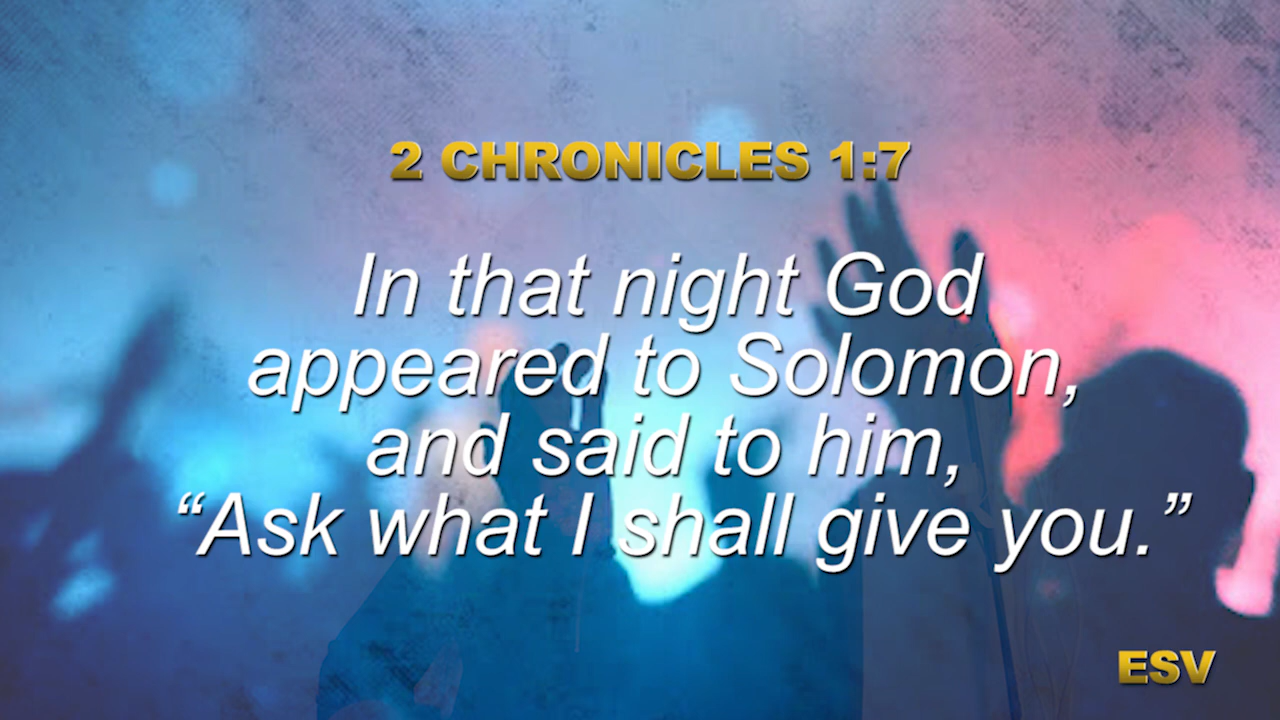 2 CHRONICLES 1:7
In that night God
appeared to Solomon,
and said to him,
“Ask what I shall give you.”
ESV